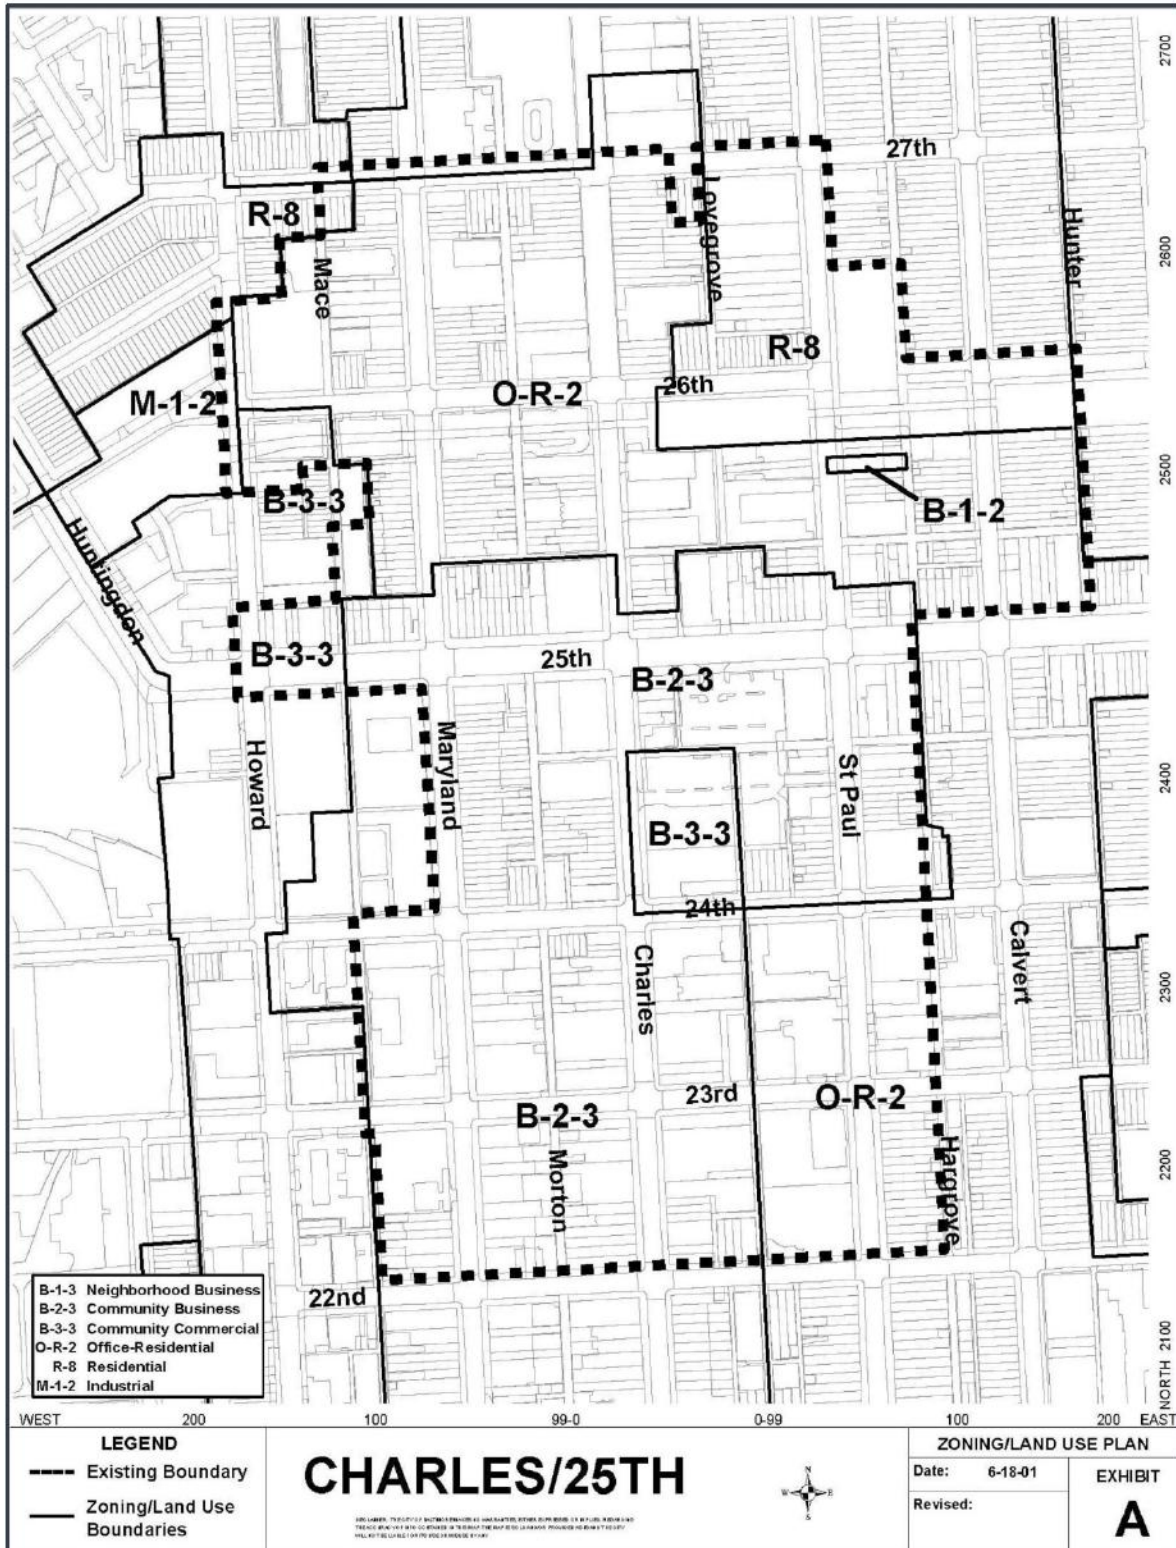 2700
27th
Lovegrove
Hunter
R-8
Mace
2600
R-8
26th
M-1-2
O-R-2
2500
B-3-3
B-1-2
Huntingdon
B-3-3
25th
B-2-3
Howard
Maryland
St Paul
2400
B-3-3
24th
Charles
Calvert
2300
23rd
O-R-2
B-2-3
Morton
Hargrove
2200
22nd
B-1-3 Neighborhood Business
B-2-3 Community Business
B-3-3 Community Commercial
O-R-2 Office-Residential
R-8 Residential
M-1-2 Industrial
2100
NORTH
WEST 200 100 99-0 0-99 100 200 EAST
LEGEND
Existing Boundary
Zoning/Land Use
Boundaries
CHARLES/25TH
N
W E
S
ZONING/LAND USE PLAN
Date: 6-18-01
Revised:
EXHIBIT
A